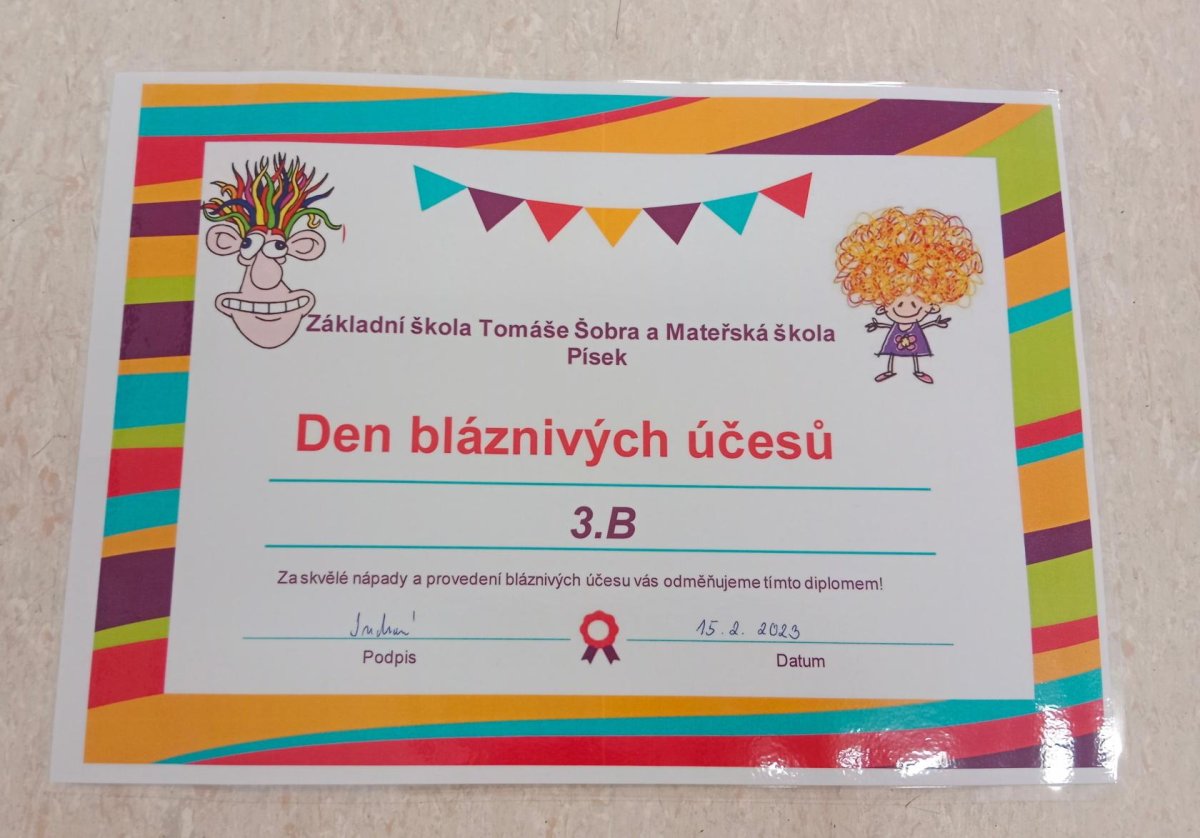 Základní škola Tomáše Šobra a Mateřská škola
Písek
Den bláznivých účesů
3.B
Za skvělé nápady a provedení bláznivých účesu vás odměňujeme tímto diplomem!
15. 2. 2023
Podpis
Datum